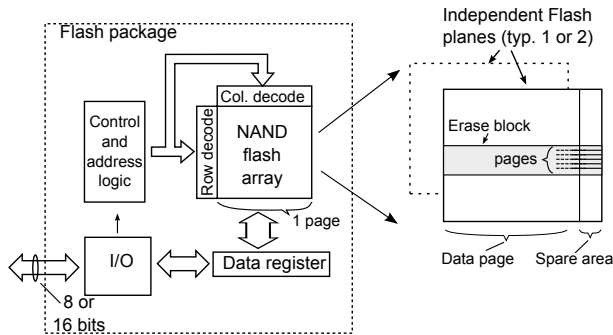 Flash package
Col. decode
Row decode
NAND
flash
array
Control
and
address
logic
1 page
I/O
Data register
8 or
16 bits
Independent Flash
planes (typ. 1 or 2)
Erase block
pages
Data page
Spare area